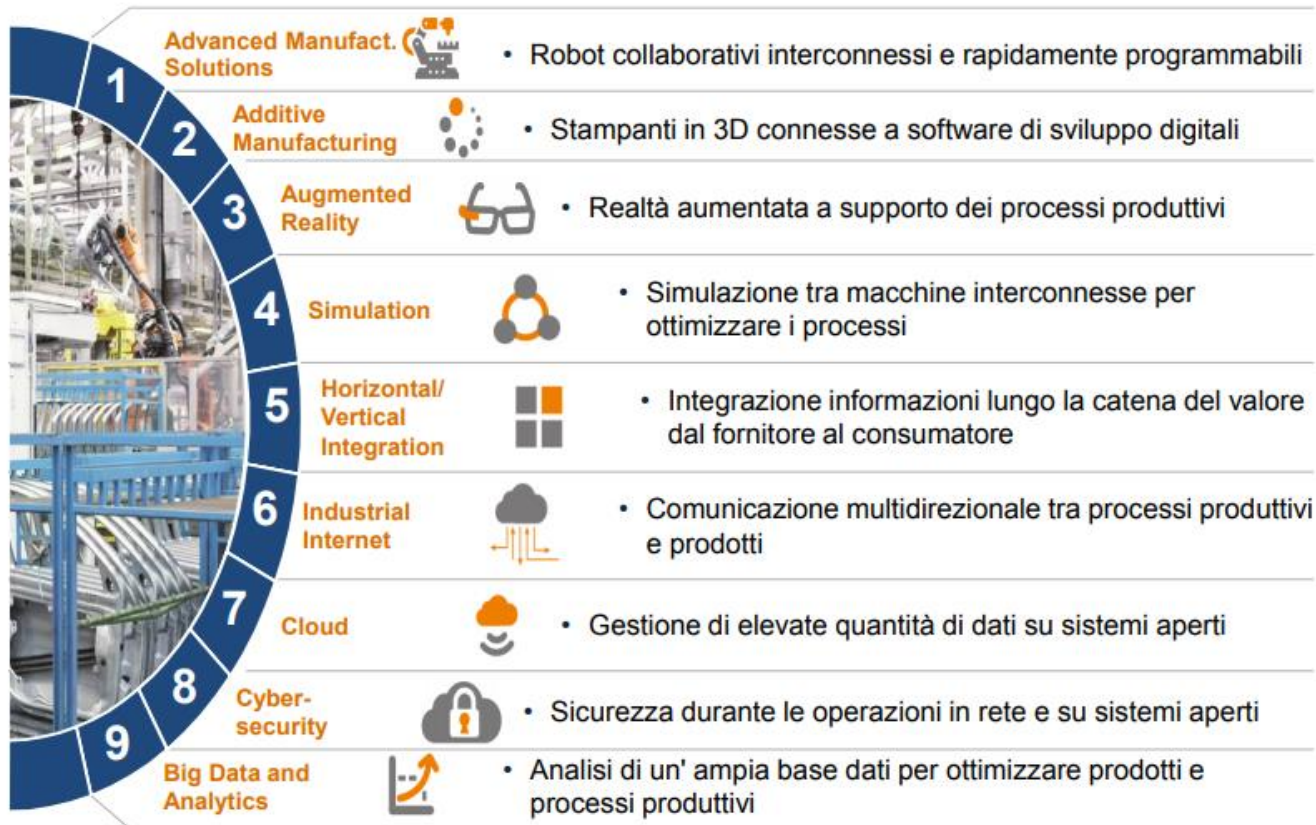 1
Advanced Manufact.
Solutions
• Robot collaborativi interconnessi e rapidamente programmabili
2
Additive
Manufacturing
• Stampanti in 3D connesse a software di sviluppo digitali
3
Augmented
Reality
• Realtà aumentata a supporto dei processi produttivi
4
Simulation
• Simulazione tra macchine interconnesse per
ottimizzare i processi
5
Horizontal/
Vertical
Integration
• Integrazione informazioni lungo la catena del valore
dal fornitore al consumatore
6
Industrial
Internet
• Comunicazione multidirezionale tra processi produttivi
e prodotti
7
Cloud
• Gestione di elevate quantità di dati su sistemi aperti
8
Cyber-
security
• Sicurezza durante le operazioni in rete e su sistemi aperti
9
Big Data and
Analytics
• Analisi di un' ampia base dati per ottimizzare prodotti e
processi produttivi